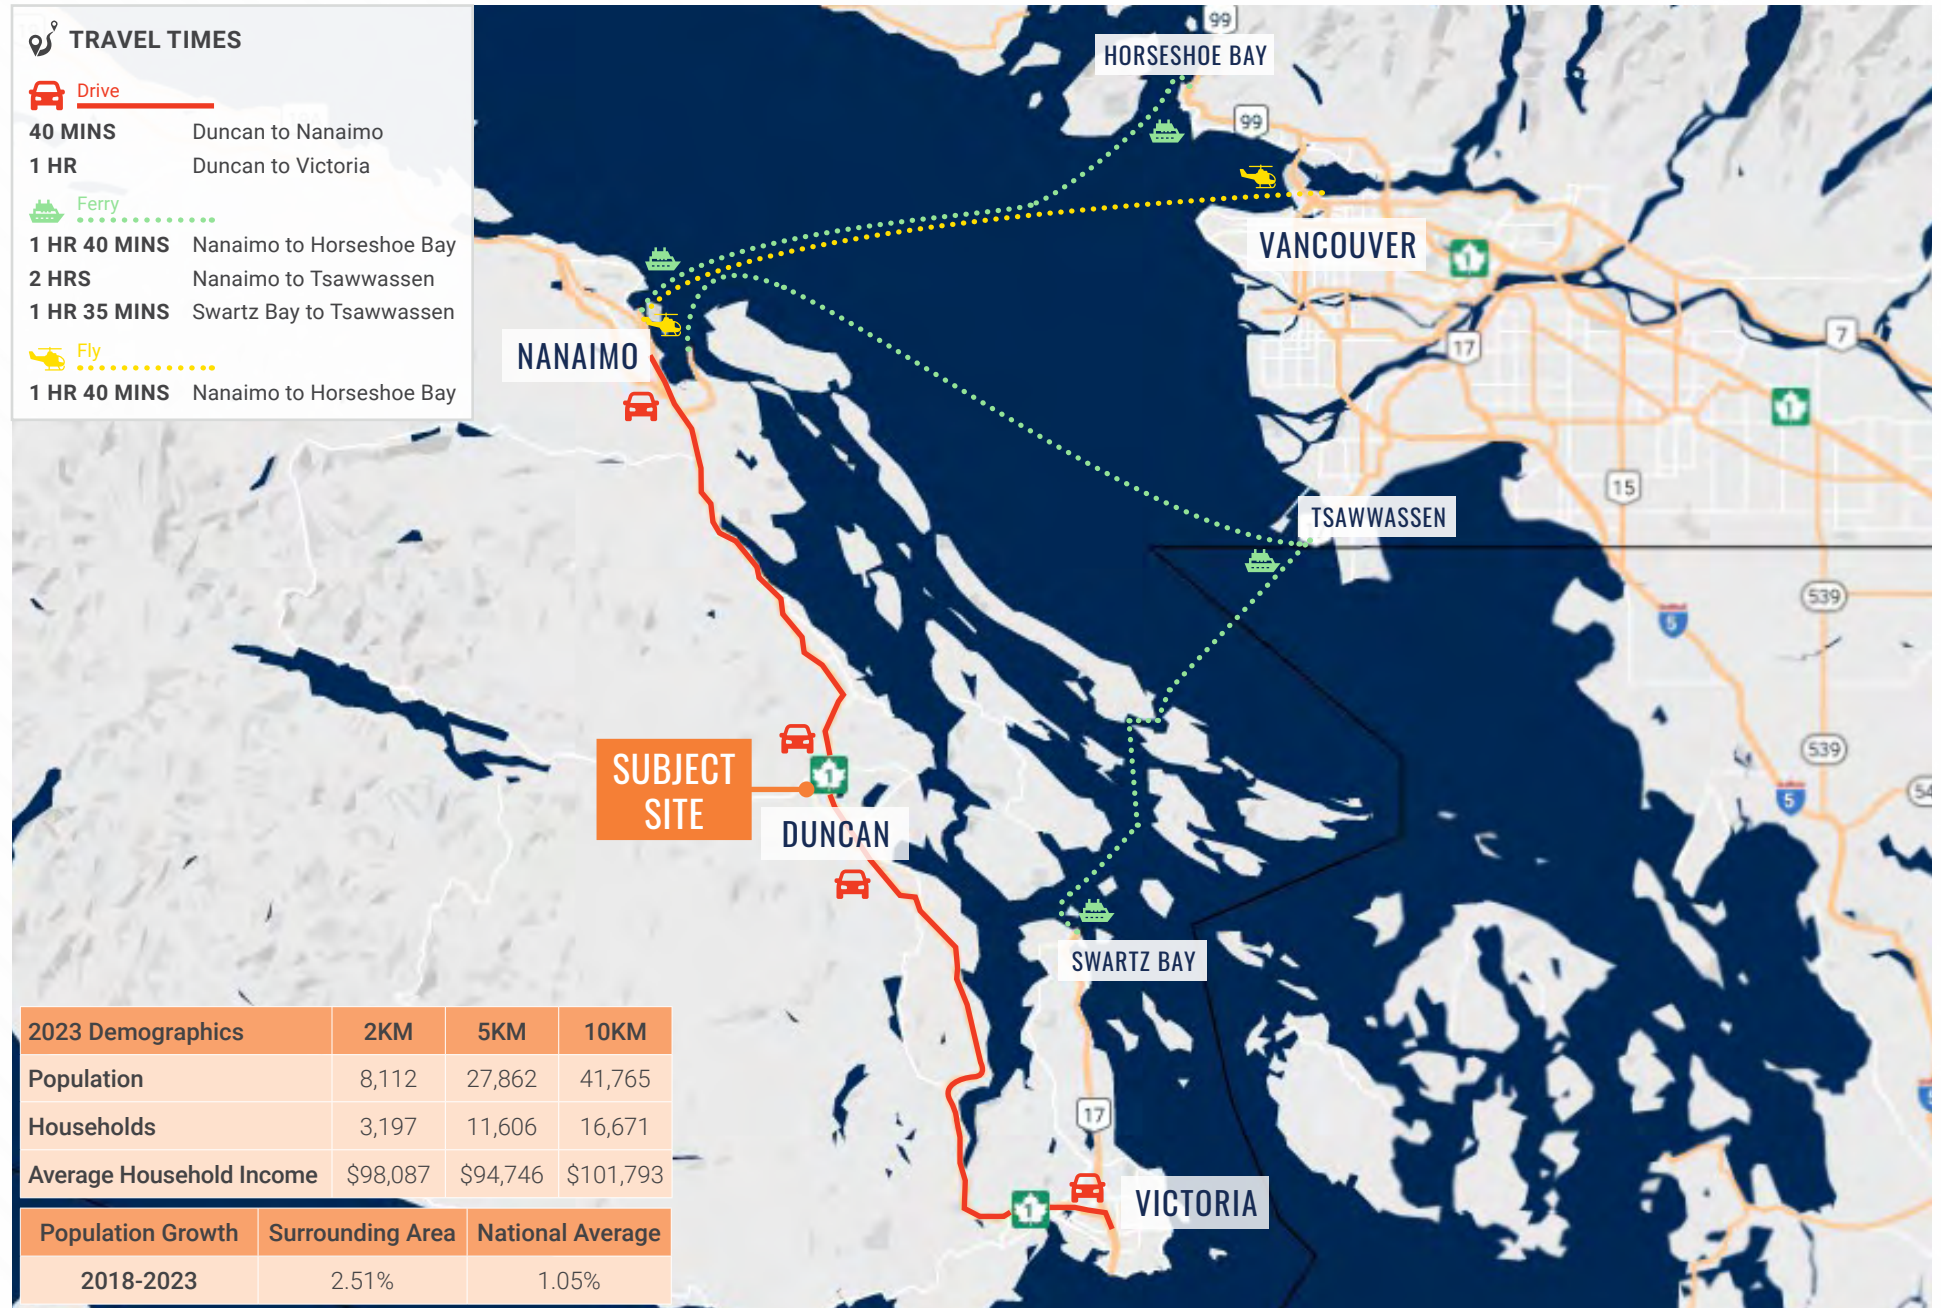 TRAVEL TIMES
Drive
40 MINS Duncan to Nanaimo
1 HR Duncan to Victoria
Ferry
1 HR 40 MINS Nanaimo to Horseshoe Bay
2 HRS Nanaimo to Tsawwassen
1 HR 35 MINS Swartz Bay to Tsawwassen
Fly
1 HR 40 MINS Nanaimo to Horseshoe Bay
99
HORSESHOE BAY
99
VANCOUVER
1
7
17
NANAIMO
1
15
TSAWWASSEN
539
5
539
5
54
SUBJECT
SITE
1
DUNCAN
SWARTZ BAY
17
1
VICTORIA
2023 Demographics 2KM 5KM 10KM
Population 8,112 27,862 41,765
Households 3,197 11,606 16,671
Average Household Income $98,087 $94,746 $101,793
Population Growth Surrounding Area National Average
2018-2023 2.51% 1.05%